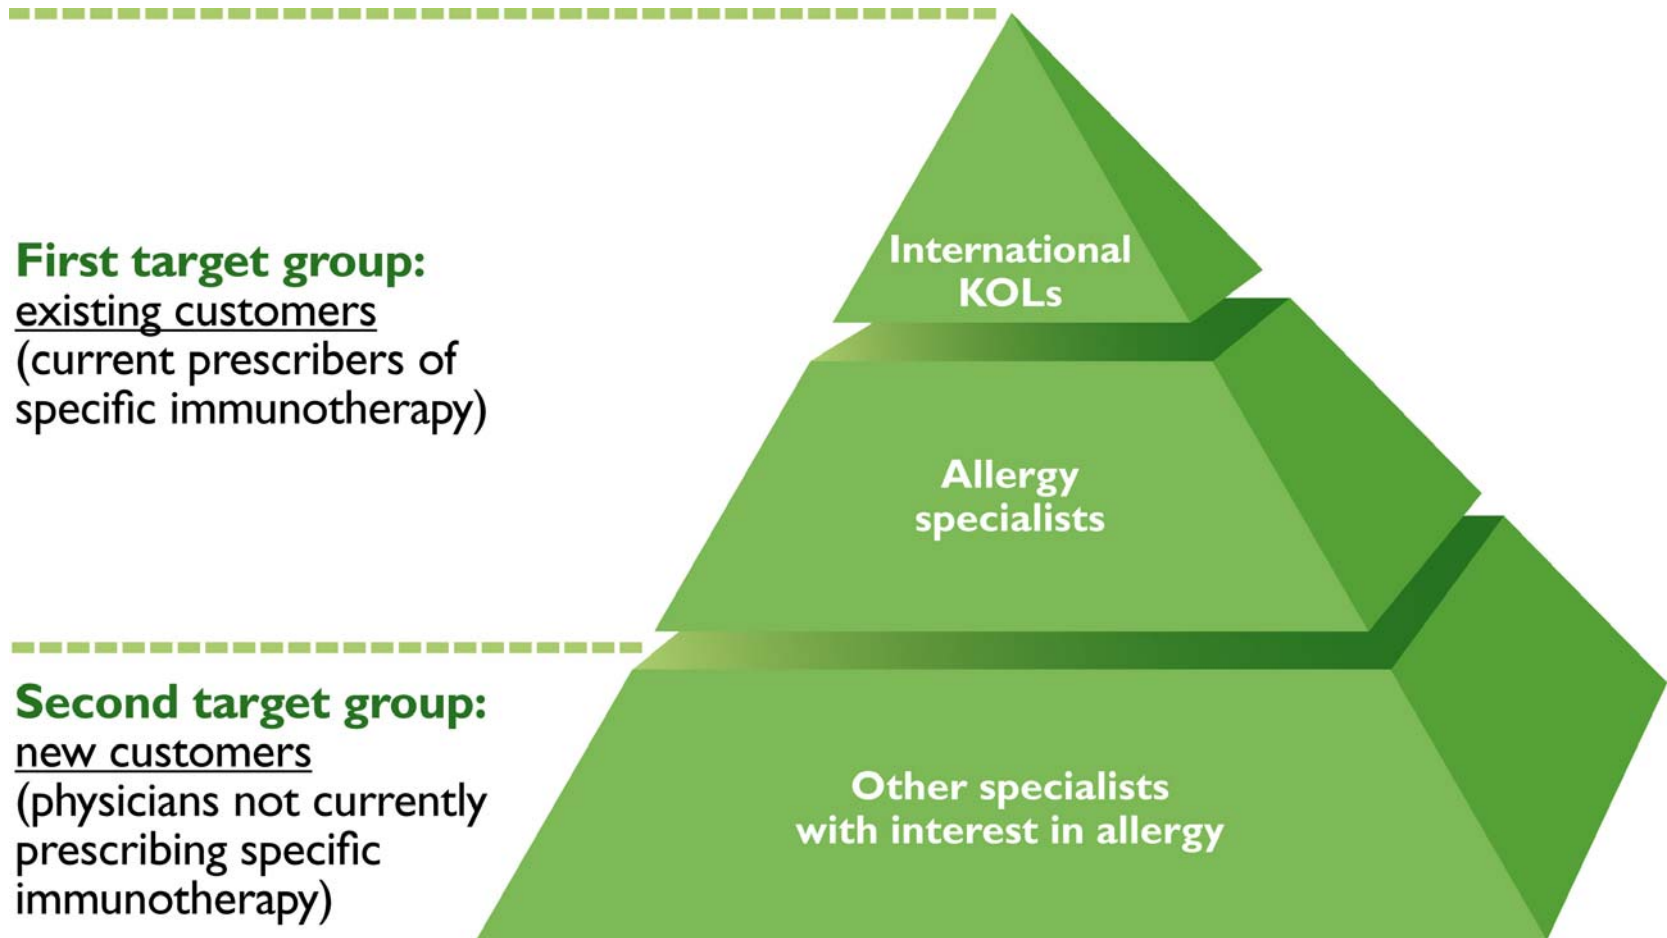 First target group:
existing customers
(current prescribers of
specific immunotherapy)
Second target group:
new customers
(physicians not currently
prescribing specific
immunotherapy)
International
KOLs
Allergy
specialists
Other specialists
with interest in allergy